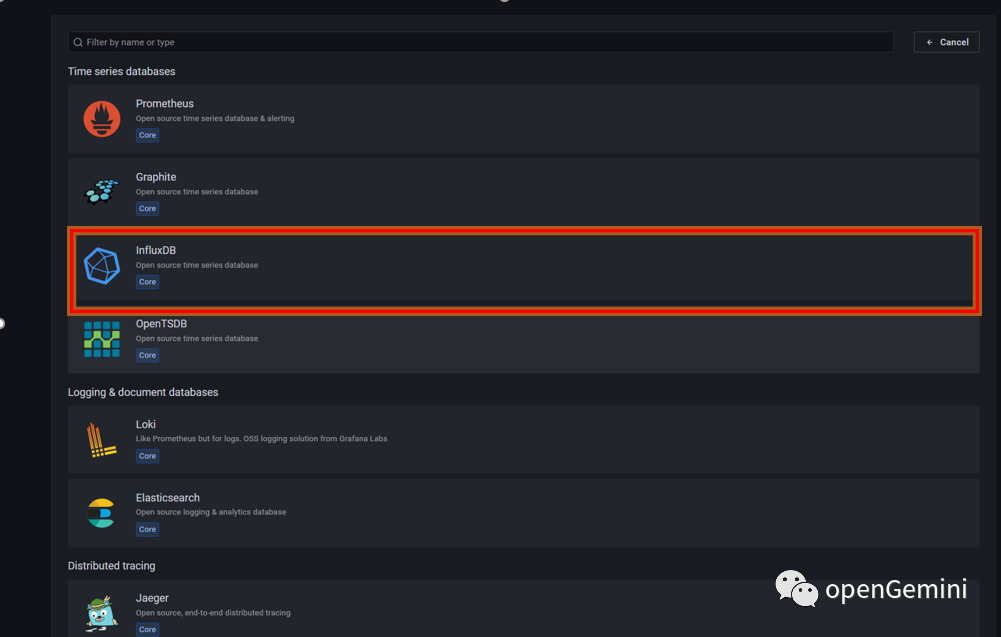 Filter by name or type
Cancel
Time series databases
Prometheus
Open source time series database & alerting
Core
Graphite
Open source time series database
Core
InfluxDB
Open source time series database
Core
OpenTSDB
Open source time series database
Core
Logging & document databases
Loki
Like Prometheus but for logs. OSS logging solution from Grafana Labs
Core
Elasticsearch
Open source logging & analytics database
Core
Distributed tracing
Jaeger
Open source, end-to-end distributed tracing
Core
openGemini